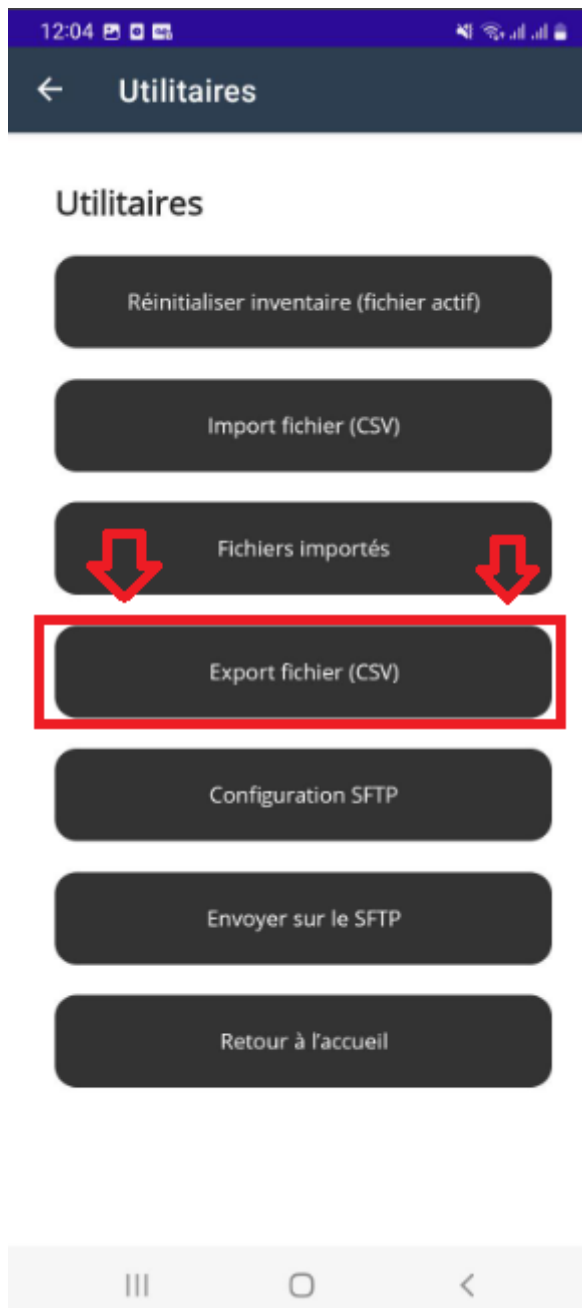 12:04
Utilitaires
Utilitaires
Réinitialiser inventaire (fichier actif)
Import fichier (CSV)
Fichiers importés
Export fichier (CSV)
Configuration SFTP
Envoyer sur le SFTP
Retour à l'accueil